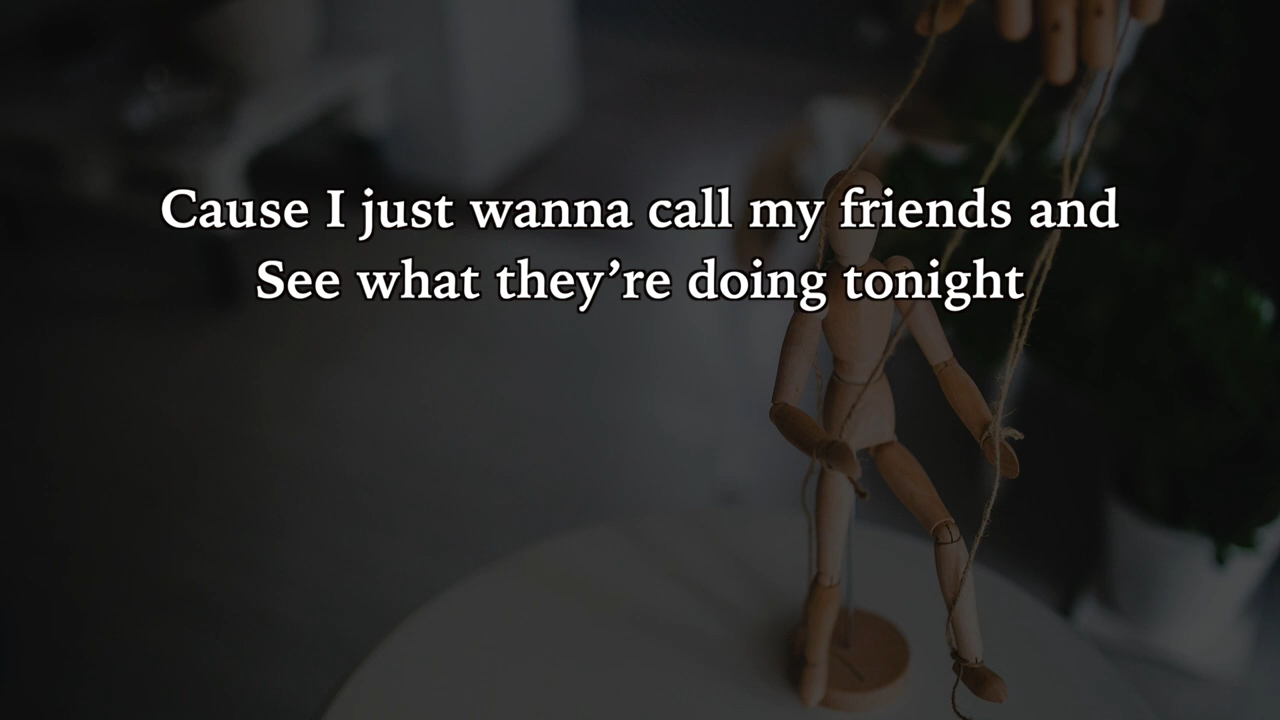 Cause I just wanna call my friends and
See what they’re doing tonight